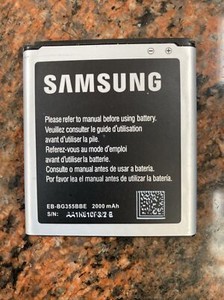 SAMSUNG
Please refer to manual before using battery.
Veuillez consulter le guide d'utilisation
avant d'utiliser la pile.
Referez-vous au mode d'emploi
avant d'utiliser la batterie.
Consulte o manual antes de usar a bateria.
Por favor lea el manual antes de usar la batería.
EB-BG355BBE 2000 mAh
S/N: